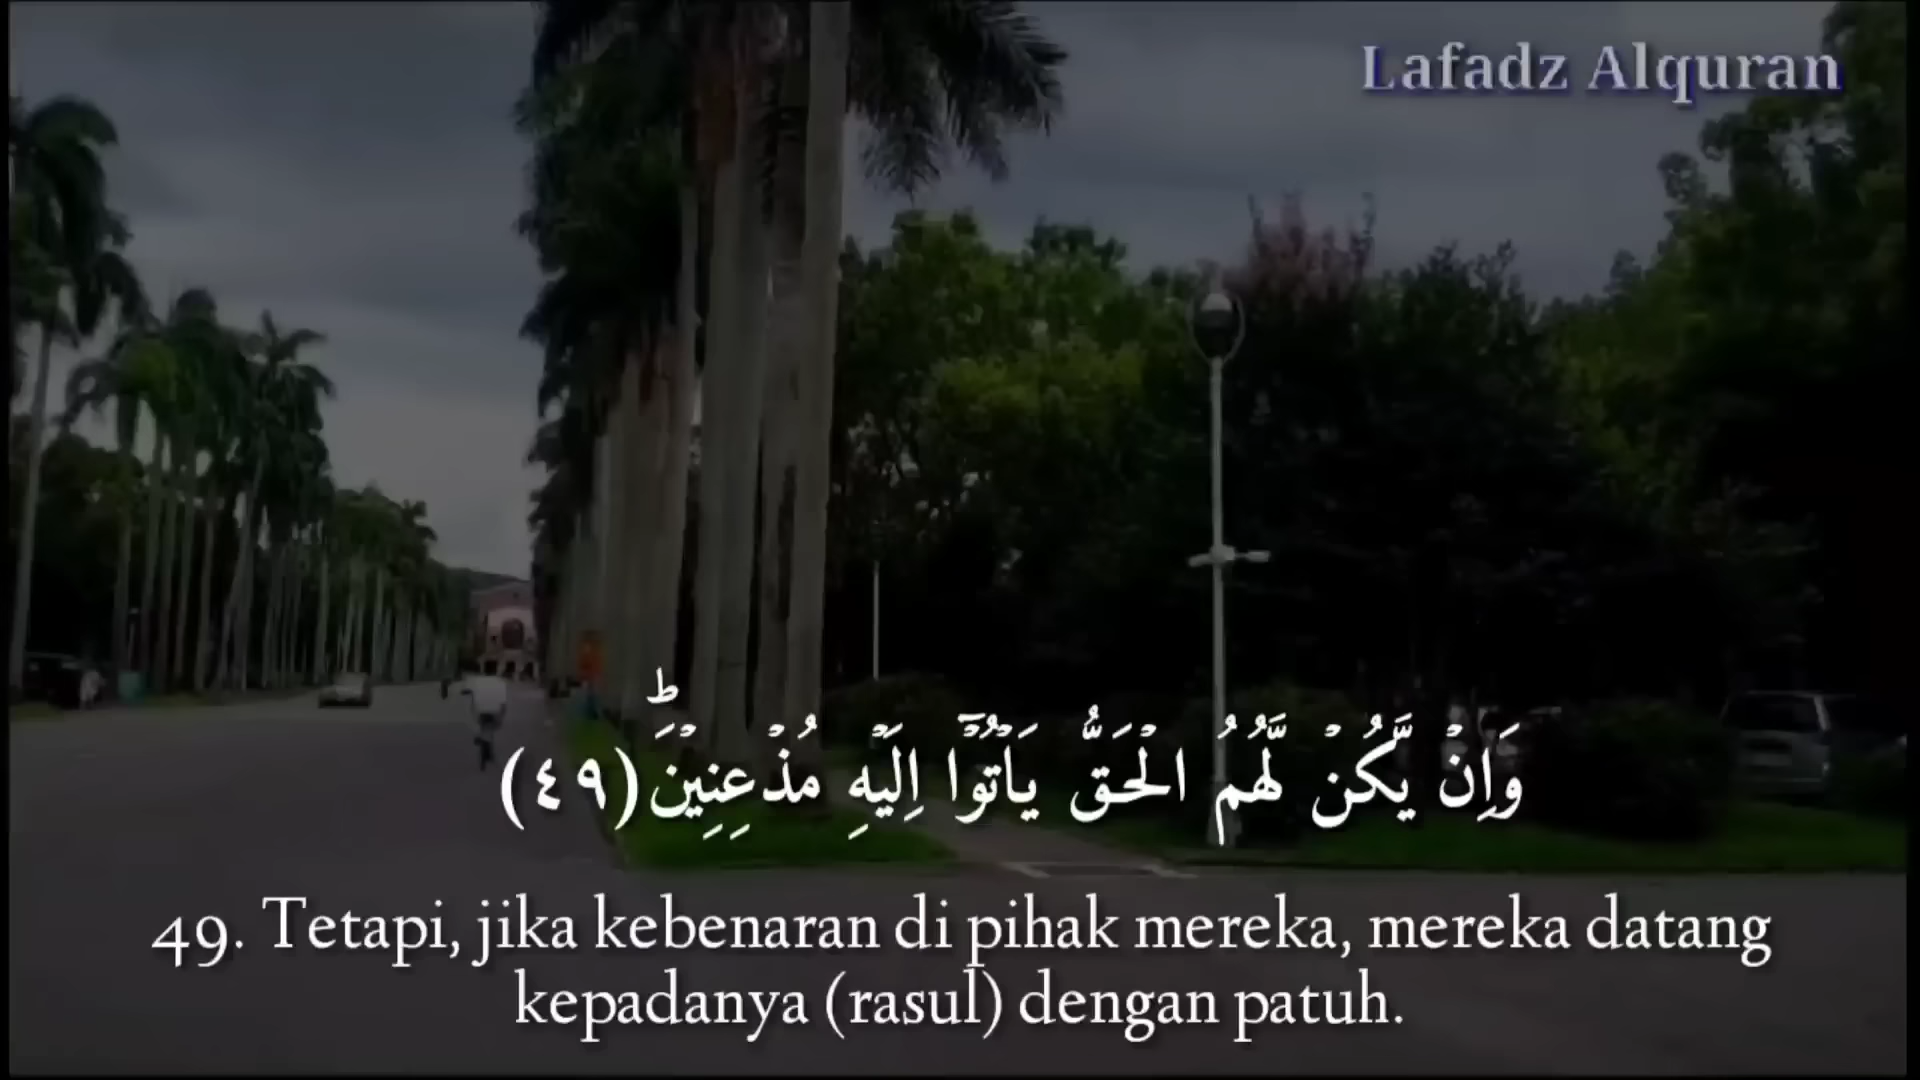 Lafadz Alquran
وَاِنْ يَّكُنْ لَّهُمُ الْحَقُّ يَأْتُوْٓا اِلَيْهِ مُذْعِنِيْنَۗ (٤٩)
49. Tetapi, jika kebenaran di pihak mereka, mereka datang
kepadanya (rasul) dengan patuh.